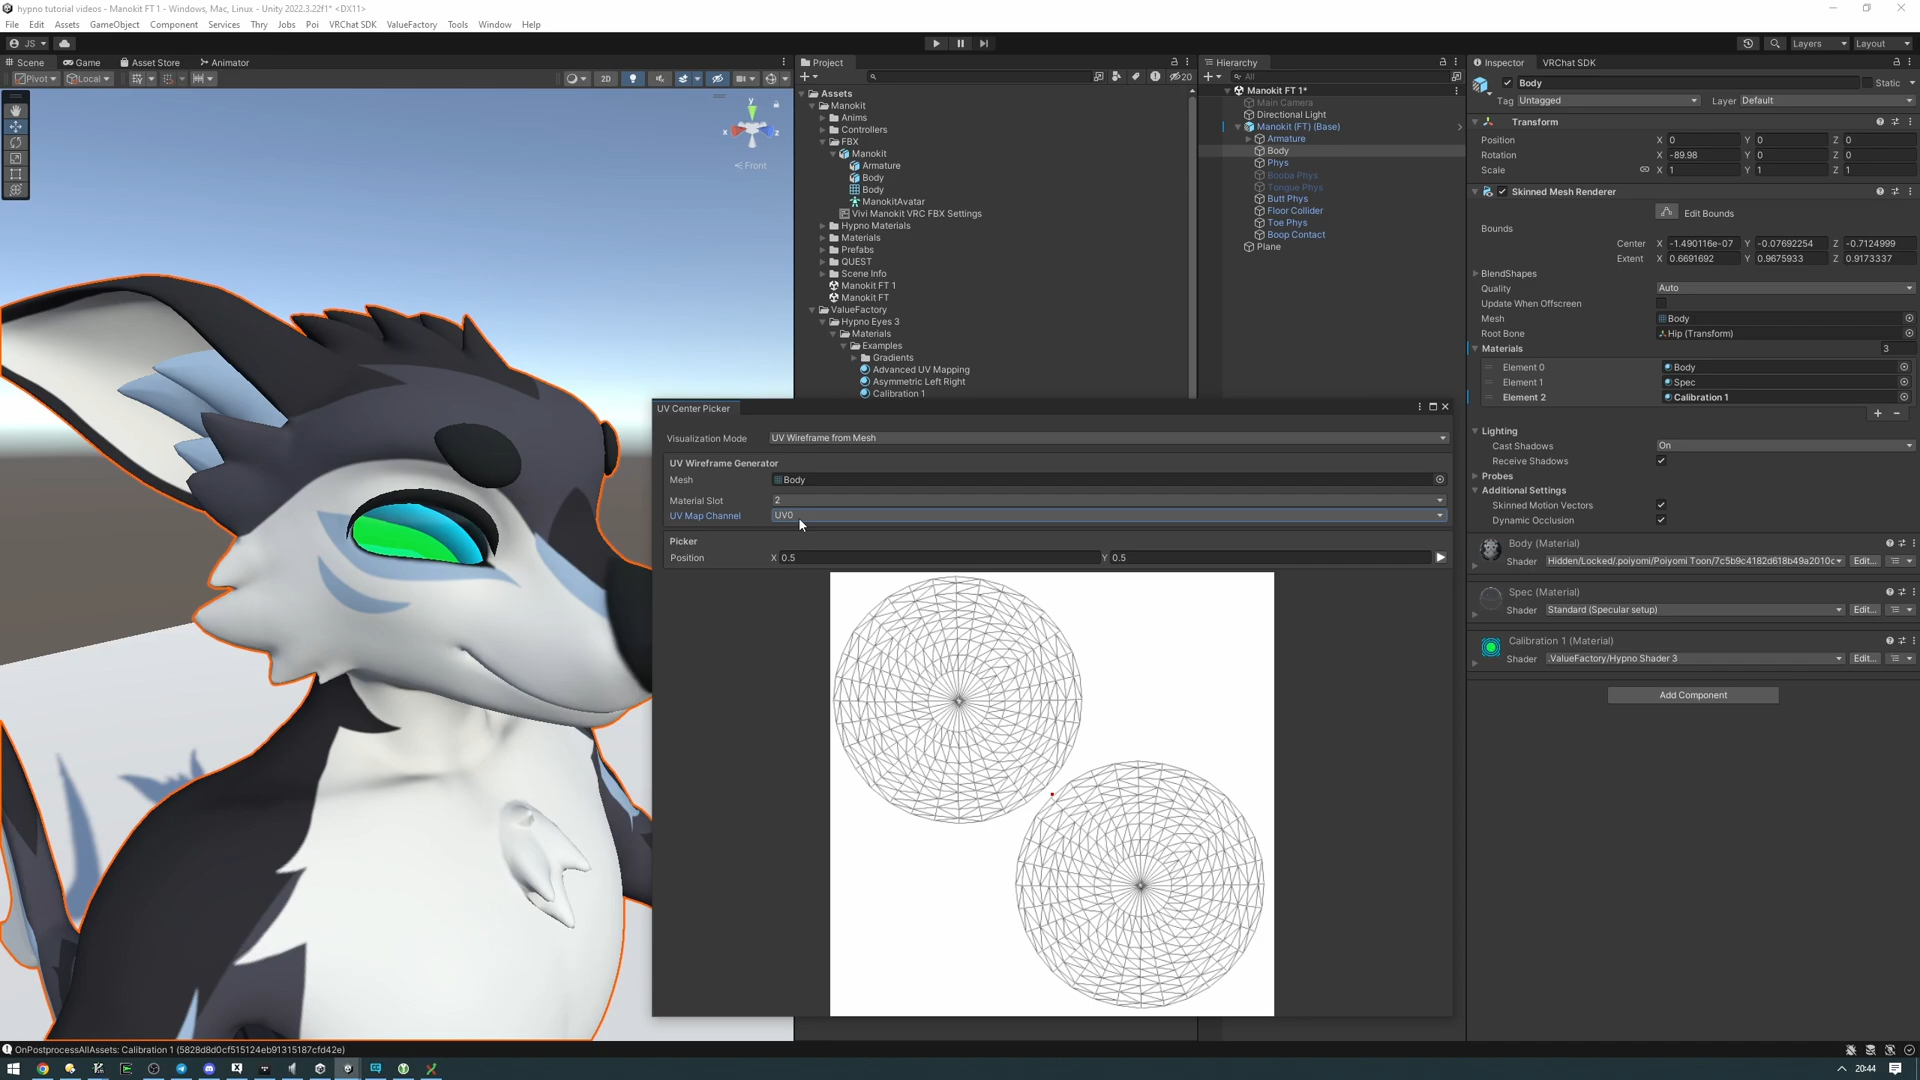 hypno tutorial videos - Manokit FT 1 - Windows, Mac, Linux - Unity 2022.3.22f1* <DX11>
File Edit Assets GameObject Component Services Thry Jobs Poi VRChat SDK ValueFactory Tools Window Help
JS Layers Layout
Scene Game Asset Store Animator
Pivot Local 2D
y
x z
Front
Project
20
Assets
Manokit
Anims
Controllers
FBX
Manokit
Armature
Body
Body
ManokitAvatar
Vivi Manokit VRC FBX Settings
Hypno Materials
Materials
Prefabs
QUEST
Scene Info
Manokit FT 1
Manokit FT
ValueFactory
Hypno Eyes 3
Materials
Examples
Gradients
Advanced UV Mapping
Asymmetric Left Right
Calibration 1
Hierarchy
All
Manokit FT 1*
Main Camera
Directional Light
Manokit (FT) (Base)
Armature
Body
Phys
Booba Phys
Tongue Phys
Butt Phys
Floor Collider
Toe Phys
Boop Contact
Plane
UV Center Picker
Visualization Mode UV Wireframe from Mesh
UV Wireframe Generator
Mesh Body
Material Slot 2
UV Map Channel UV0
Picker
Position X 0.5 Y 0.5
Inspector VRChat SDK
Body Static
Tag Untagged Layer Default
Transform
Position X 0 Y 0 Z 0
Rotation X -89.98 Y 0 Z 0
Scale X 1 Y 1 Z 1
Skinned Mesh Renderer
Edit Bounds
Bounds
Center X -1.490116e-07 Y -0.07692254 Z -0.7124999
Extent X 0.6691692 Y 0.9675933 Z 0.9173337
BlendShapes
Quality Auto
Update When Offscreen
Mesh Body
Root Bone Hip (Transform)
Materials 3
Element 0 Body
Element 1 Spec
Element 2 Calibration 1
+ -
Lighting
Cast Shadows On
Receive Shadows
Probes
Additional Settings
Skinned Motion Vectors
Dynamic Occlusion
Body (Material)
Shader Hidden/Locked/.poiyomi/Poiyomi Toon/7c5b9c4182d618b49a2010c Edit...
Spec (Material)
Shader Standard (Specular setup) Edit...
Calibration 1 (Material)
Shader .ValueFactory/Hypno Shader 3 Edit...
Add Component
OnPostprocessAllAssets: Calibration 1 (5828d8d0cf515124eb91315187cfd42e)
20:44